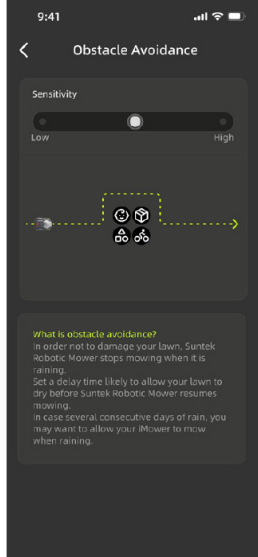 9:41
Obstacle Avoidance
Sensitivity
Low High
What is obstacle avoidance?
In order not to damage your lawn, Suntek
Robotic Mower stops mowing when it is
raining.
Set a delay time likely to allow your lawn to
dry before Suntek Robotic Mower resumes
mowing.
In case several consecutive days of rain, you
may want to allow your iMower to mow
when raining.